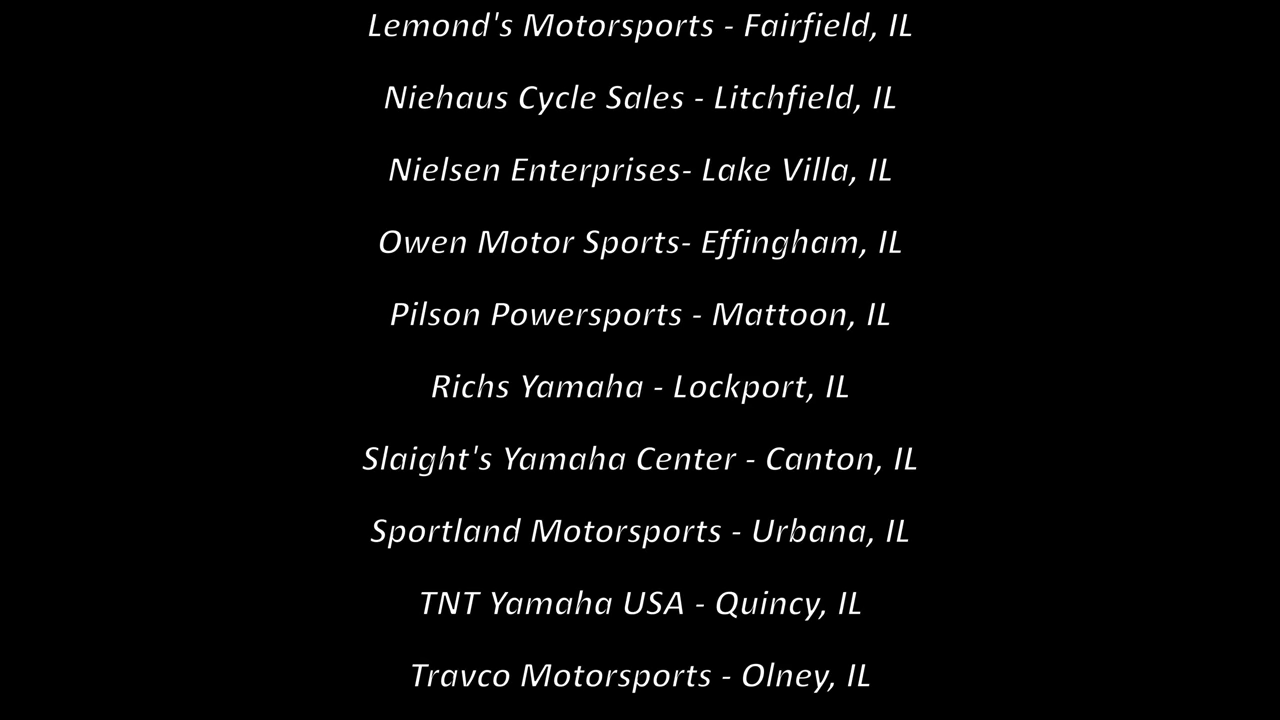 Lemond's Motorsports - Fairfield, IL
Niehaus Cycle Sales - Litchfield, IL
Nielsen Enterprises- Lake Villa, IL
Owen Motor Sports- Effingham, IL
Pilson Powersports - Mattoon, IL
Richs Yamaha - Lockport, IL
Slaight's Yamaha Center - Canton, IL
Sportland Motorsports - Urbana, IL
TNT Yamaha USA - Quincy, IL
Travco Motorsports - Olney, IL